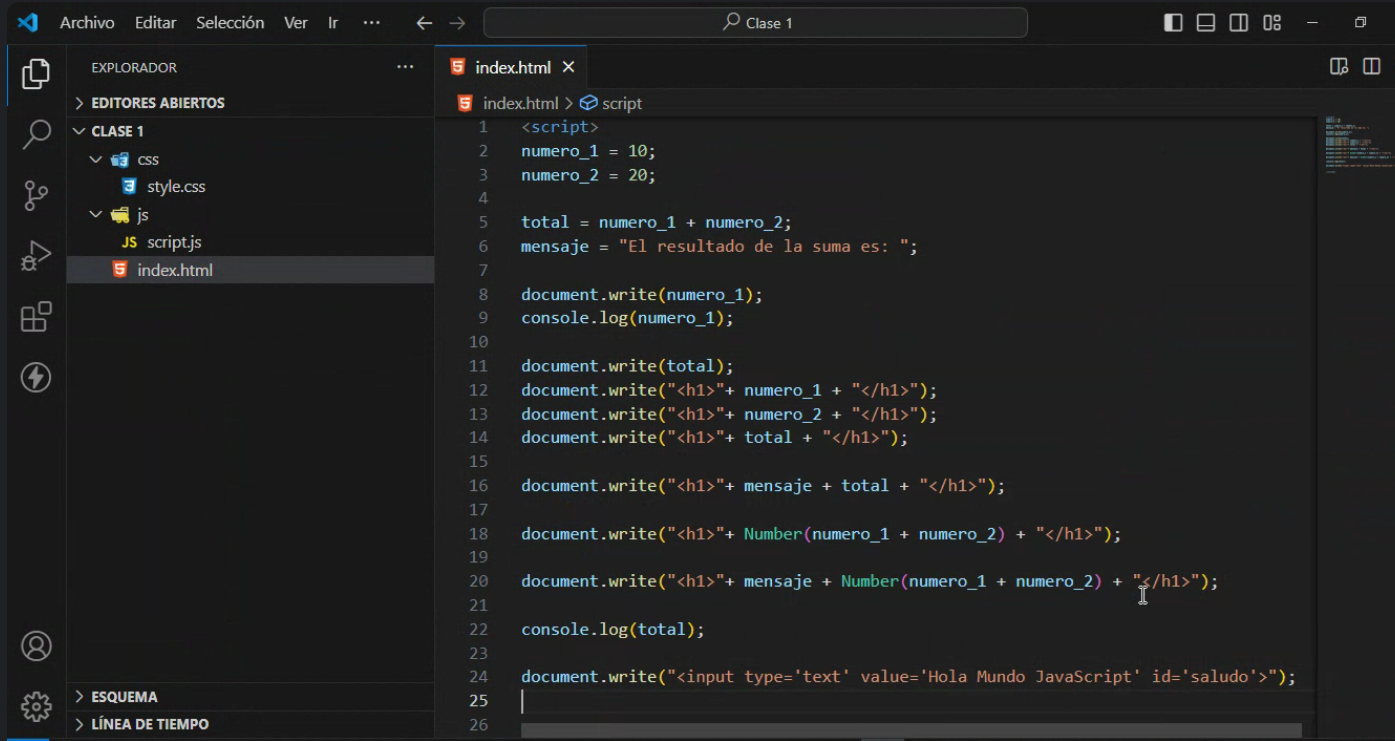 Archivo Editar Selección Ver Ir ··· Clase 1
EXPLORADOR ···
EDITORES ABIERTOS
CLASE 1
css
style.css
js
JS script.js
index.html
ESQUEMA
LÍNEA DE TIEMPO
index.html
index.html > script
1 <script>
2 numero_1 = 10;
3 numero_2 = 20;
4
5 total = numero_1 + numero_2;
6 mensaje = "El resultado de la suma es: ";
7
8 document.write(numero_1);
9 console.log(numero_1);
10
11 document.write(total);
12 document.write("<h1>"+ numero_1 + "</h1>");
13 document.write("<h1>"+ numero_2 + "</h1>");
14 document.write("<h1>"+ total + "</h1>");
15
16 document.write("<h1>"+ mensaje + total + "</h1>");
17
18 document.write("<h1>"+ Number(numero_1 + numero_2) + "</h1>");
19
20 document.write("<h1>"+ mensaje + Number(numero_1 + numero_2) + "</h1>");
21
22 console.log(total);
23
24 document.write("<input type='text' value='Hola Mundo JavaScript' id='saludo'>");
25
26